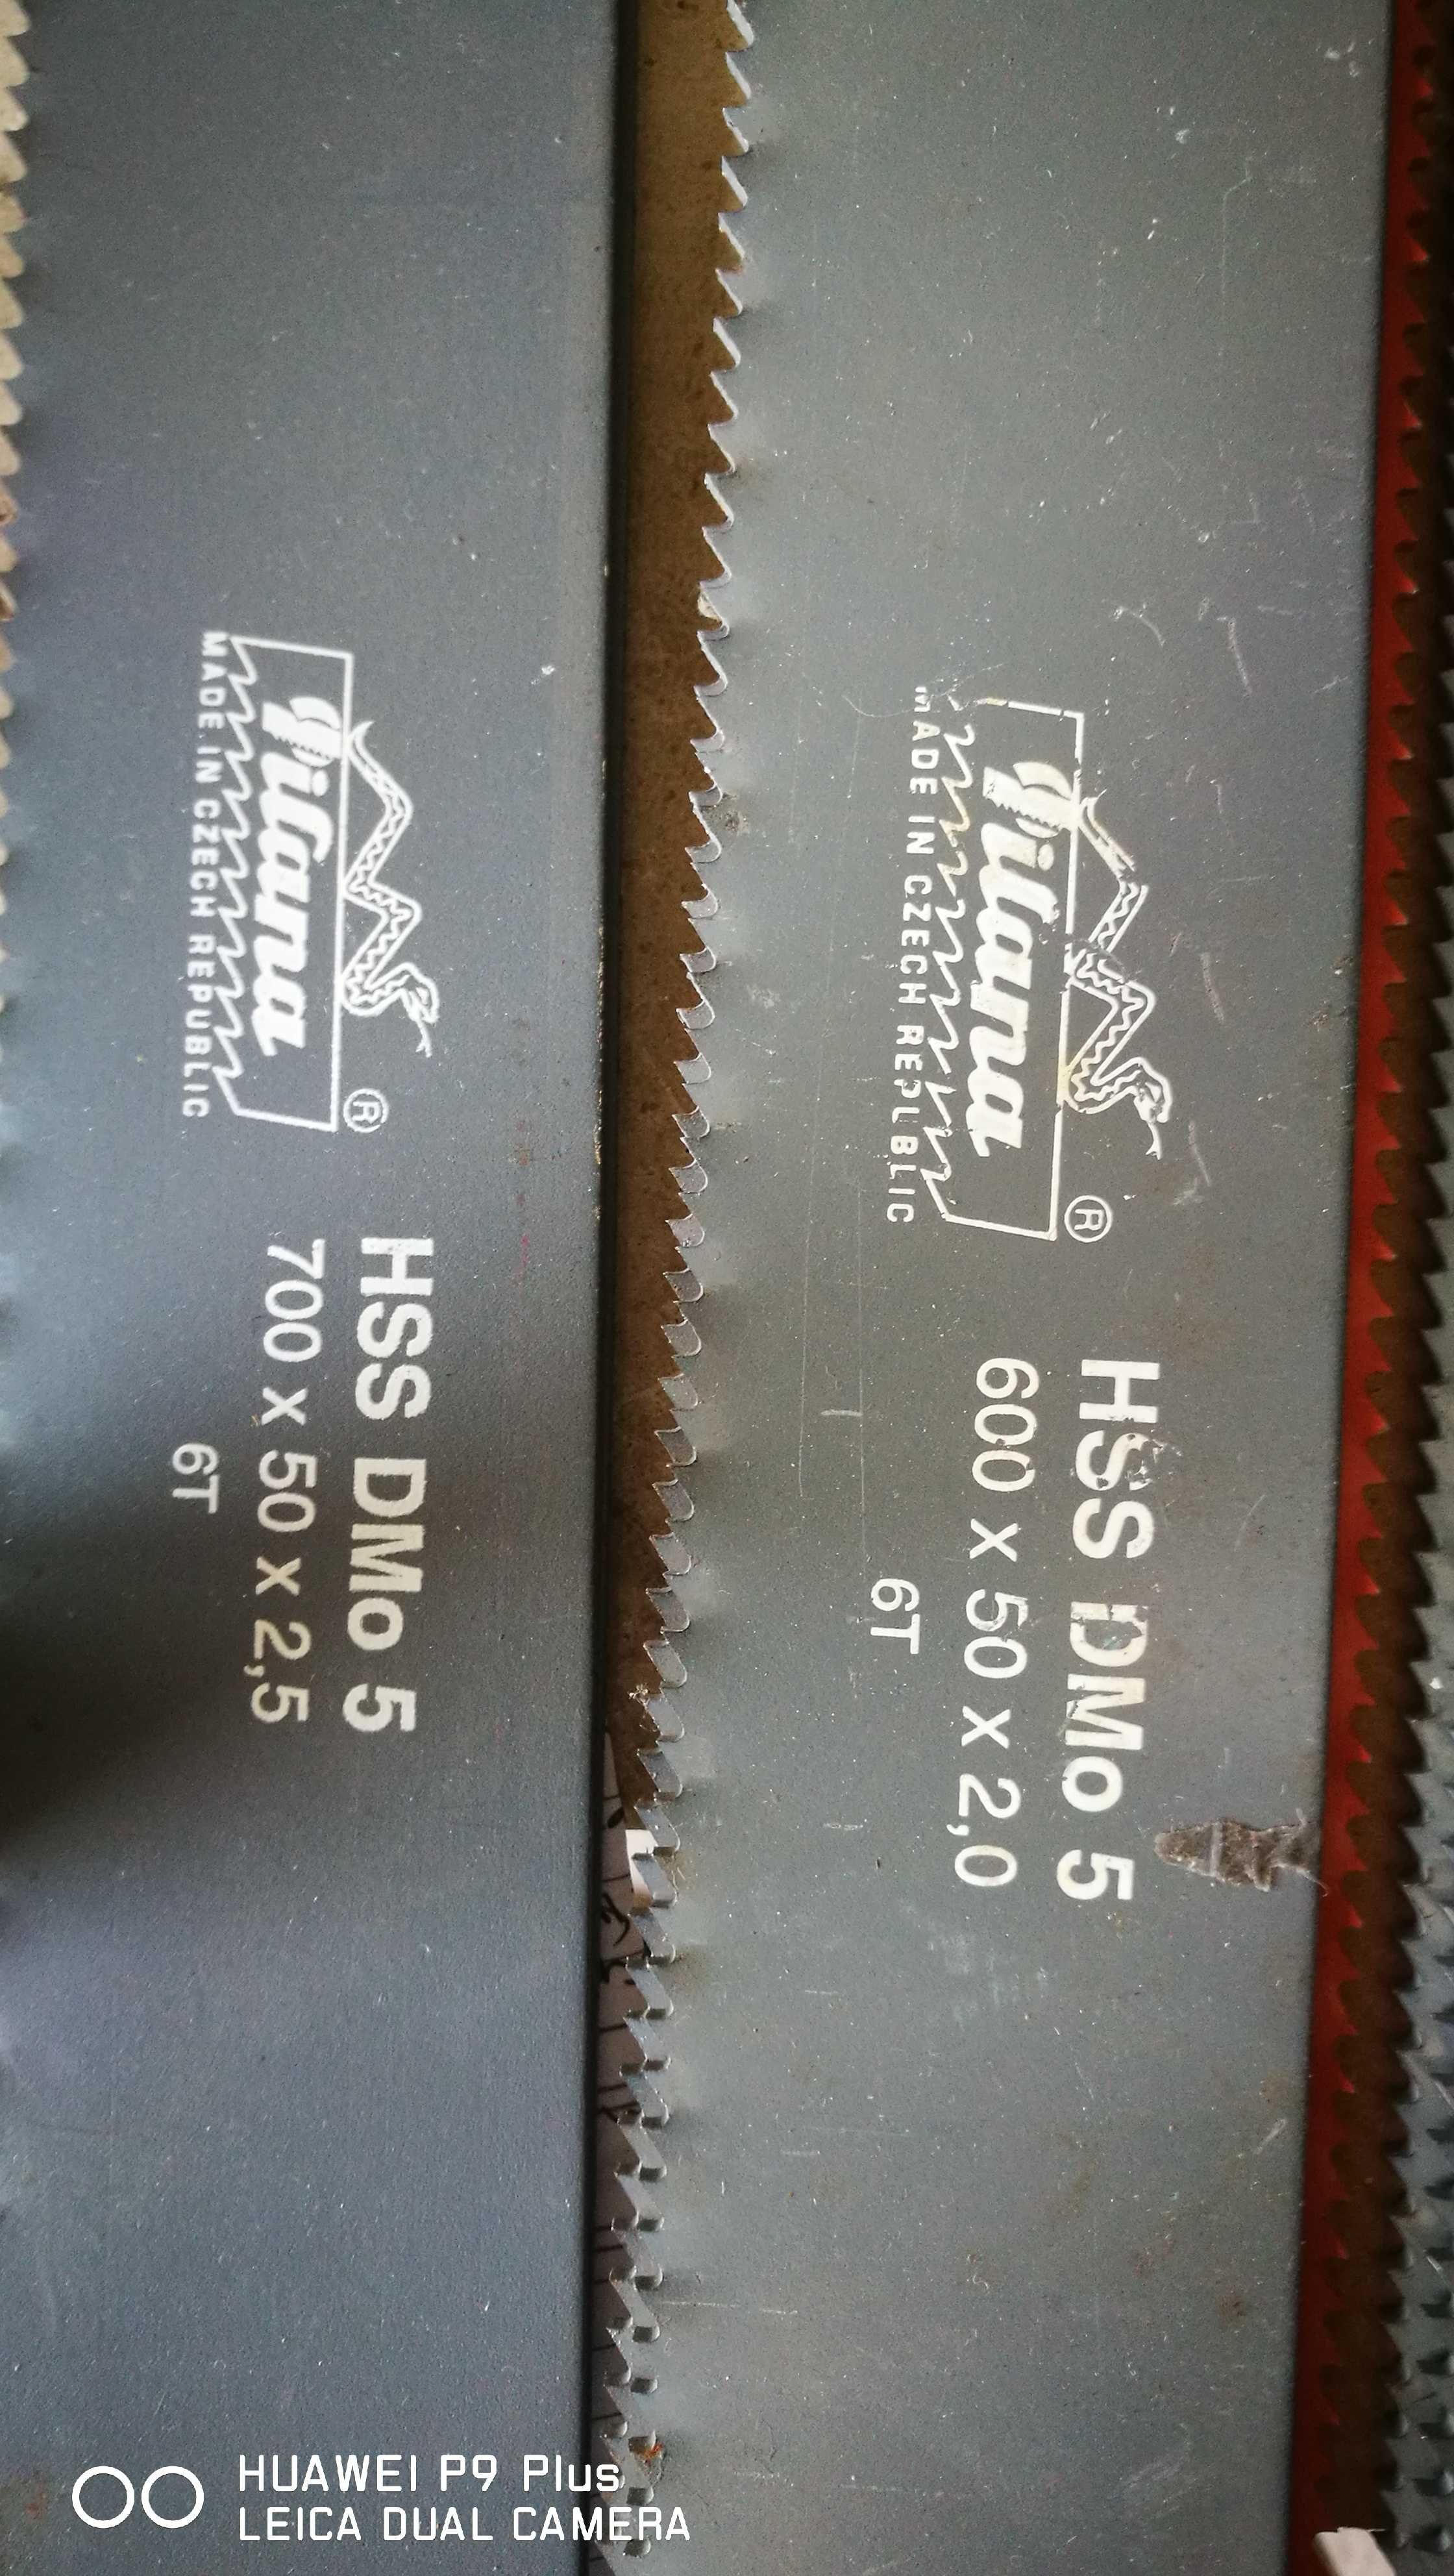 Pilana
®
MADE IN CZECH REPUBLIC
HSS DMo 5
600 x 50 x 2,0
6T
Pilana
®
MADE IN CZECH REPUBLIC
HSS DMo 5
700 x 50 x 2,5
6T
HUAWEI P9 Plus
LEICA DUAL CAMERA